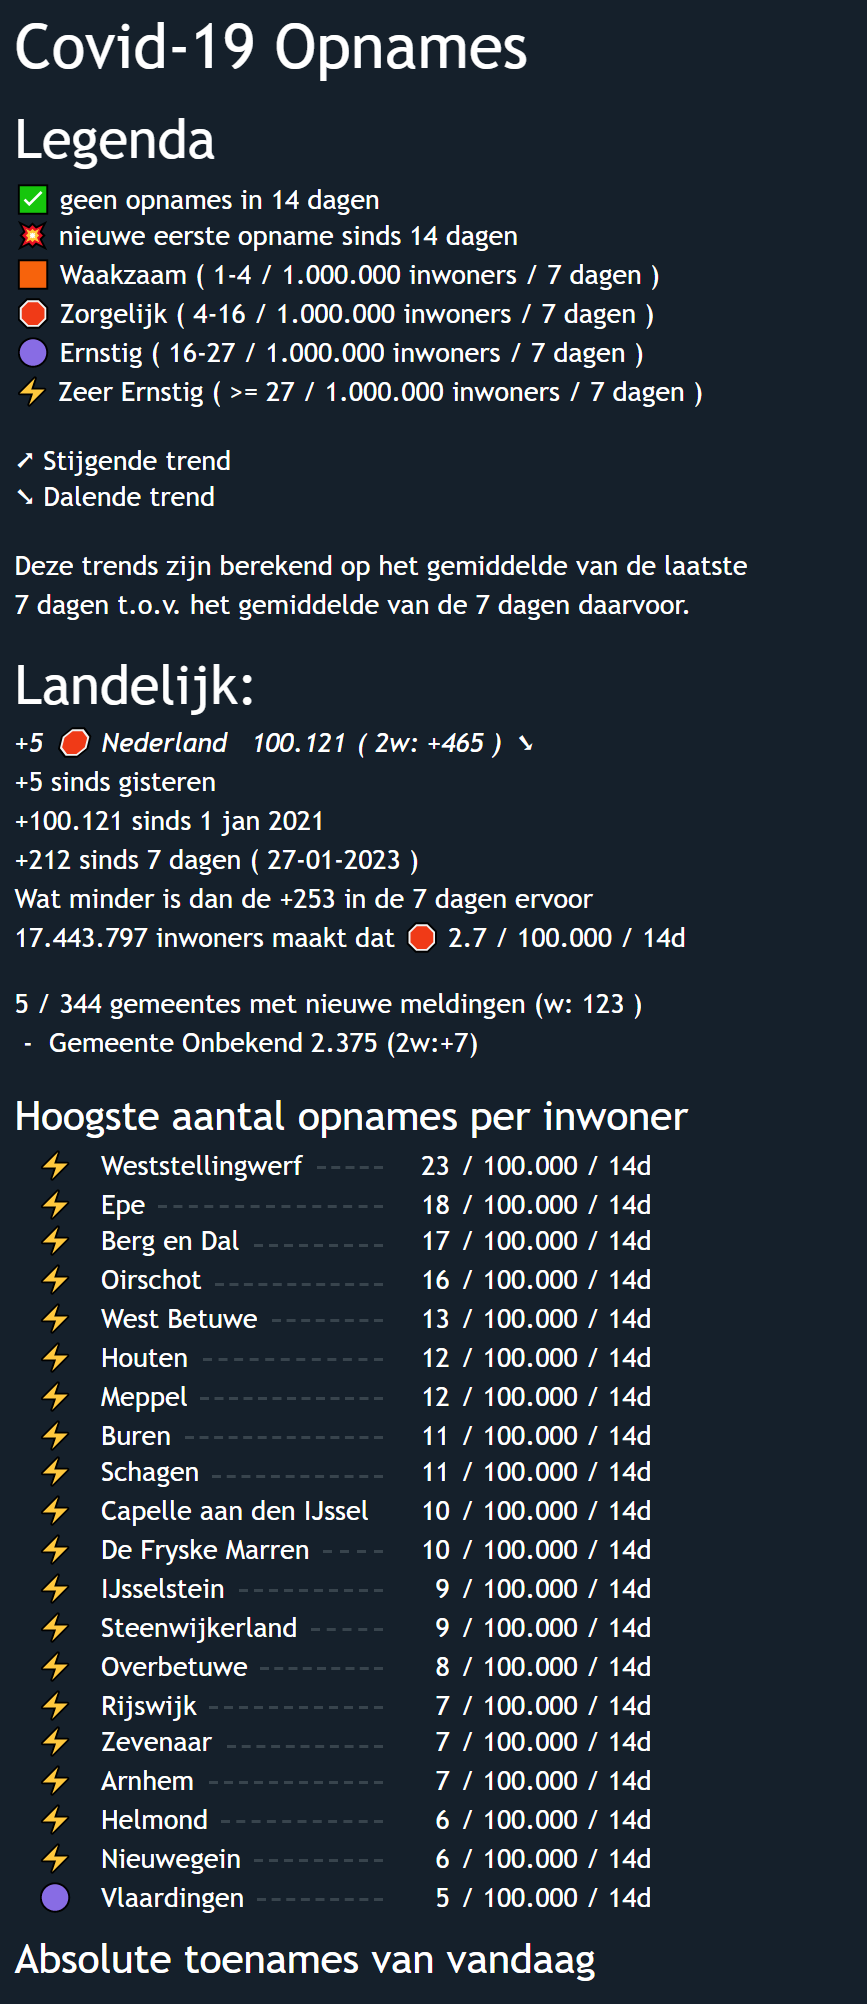 Covid-19 Opnames
Legenda
✅ geen opnames in 14 dagen
💥 nieuwe eerste opname sinds 14 dagen
🟧 Waakzaam ( 1-4 / 1.000.000 inwoners / 7 dagen )
🛑 Zorgelijk ( 4-16 / 1.000.000 inwoners / 7 dagen )
🟣 Ernstig ( 16-27 / 1.000.000 inwoners / 7 dagen )
⚡ Zeer Ernstig ( >= 27 / 1.000.000 inwoners / 7 dagen )
➚ Stijgende trend
➘ Dalende trend
Deze trends zijn berekend op het gemiddelde van de laatste
7 dagen t.o.v. het gemiddelde van de 7 dagen daarvoor.
Landelijk:
+5 🛑 Nederland 100.121 ( 2w: +465 ) ➘
+5 sinds gisteren
+100.121 sinds 1 jan 2021
+212 sinds 7 dagen ( 27-01-2023 )
Wat minder is dan de +253 in de 7 dagen ervoor
17.443.797 inwoners maakt dat 🛑 2.7 / 100.000 / 14d
5 / 344 gemeentes met nieuwe meldingen (w: 123 )
- Gemeente Onbekend 2.375 (2w:+7)
Hoogste aantal opnames per inwoner
⚡ Weststellingwerf ----- 23 / 100.000 / 14d
⚡ Epe ---------------- 18 / 100.000 / 14d
⚡ Berg en Dal --------- 17 / 100.000 / 14d
⚡ Oirschot ------------ 16 / 100.000 / 14d
⚡ West Betuwe -------- 13 / 100.000 / 14d
⚡ Houten ------------- 12 / 100.000 / 14d
⚡ Meppel ------------- 12 / 100.000 / 14d
⚡ Buren -------------- 11 / 100.000 / 14d
⚡ Schagen ------------ 11 / 100.000 / 14d
⚡ Capelle aan den IJssel 10 / 100.000 / 14d
⚡ De Fryske Marren ---- 10 / 100.000 / 14d
⚡ IJsselstein ---------- 9 / 100.000 / 14d
⚡ Steenwijkerland ----- 9 / 100.000 / 14d
⚡ Overbetuwe --------- 8 / 100.000 / 14d
⚡ Rijswijk ------------ 7 / 100.000 / 14d
⚡ Zevenaar ----------- 7 / 100.000 / 14d
⚡ Arnhem ------------ 7 / 100.000 / 14d
⚡ Helmond ----------- 6 / 100.000 / 14d
⚡ Nieuwegein --------- 6 / 100.000 / 14d
🟣 Vlaardingen --------- 5 / 100.000 / 14d
Absolute toenames van vandaag